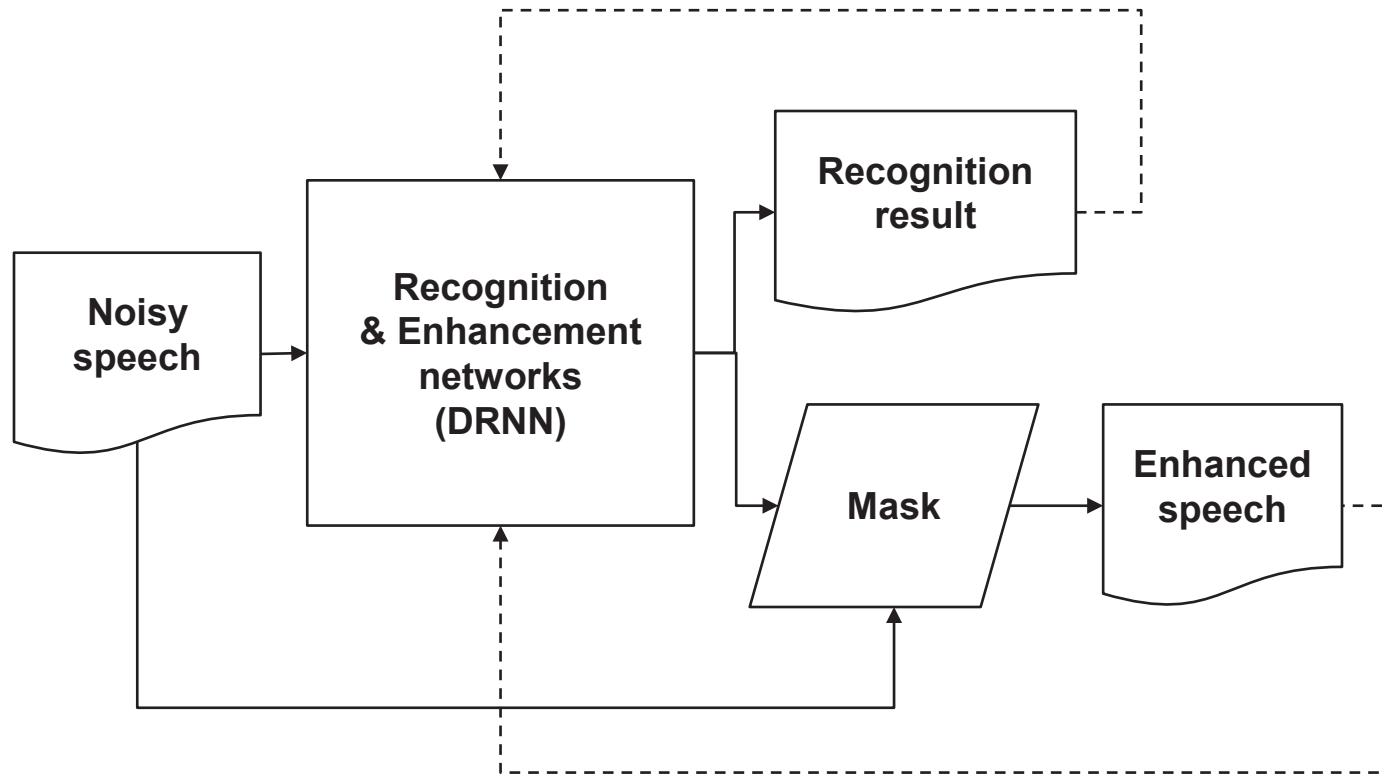 Noisy
speech
Recognition
& Enhancement
networks
(DRNN)
Recognition
result
Mask
Enhanced
speech